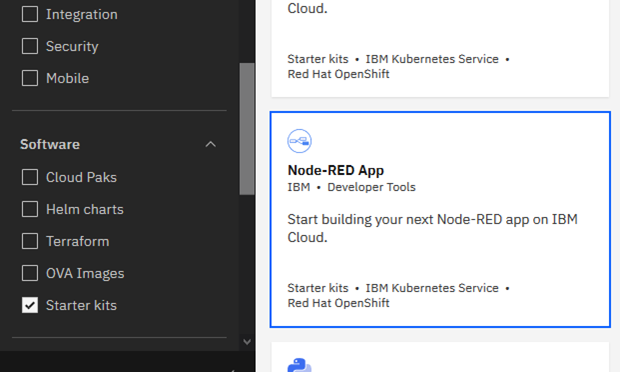 Integration
Security
Mobile
Software
Cloud Paks
Helm charts
Terraform
OVA Images
Starter kits
Cloud.
Starter kits • IBM Kubernetes Service •
Red Hat OpenShift
Node-RED App
IBM • Developer Tools
Start building your next Node-RED app on IBM
Cloud.
Starter kits • IBM Kubernetes Service •
Red Hat OpenShift